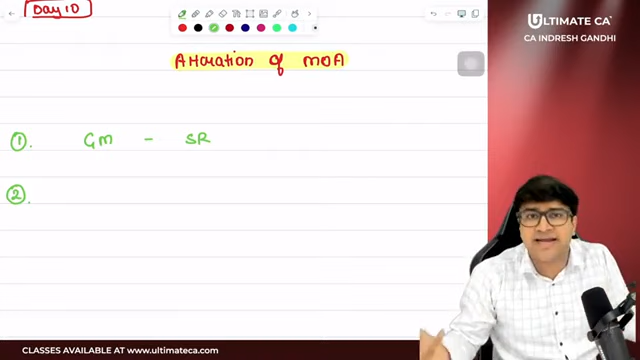 Day 10
ULTIMATE CA
CA INDRESH GANDHI
Alteration of MOA
①. GM - SR
②.
CLASSES AVAILABLE AT www.ultimateca.com